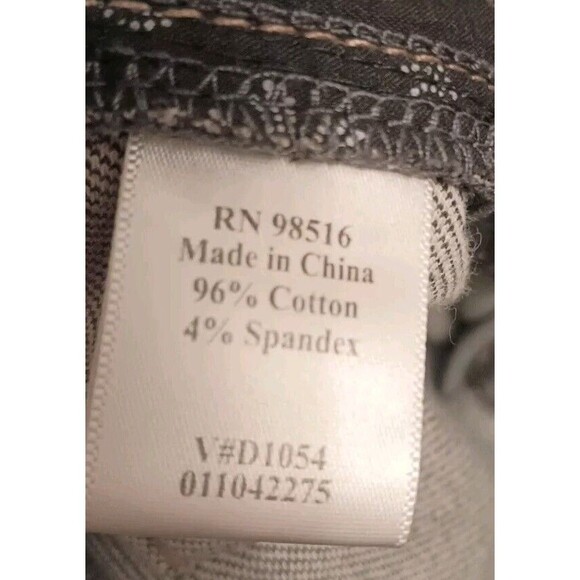 RN 98516
Made in China
96% Cotton
4% Spandex
V#D1054
011042275